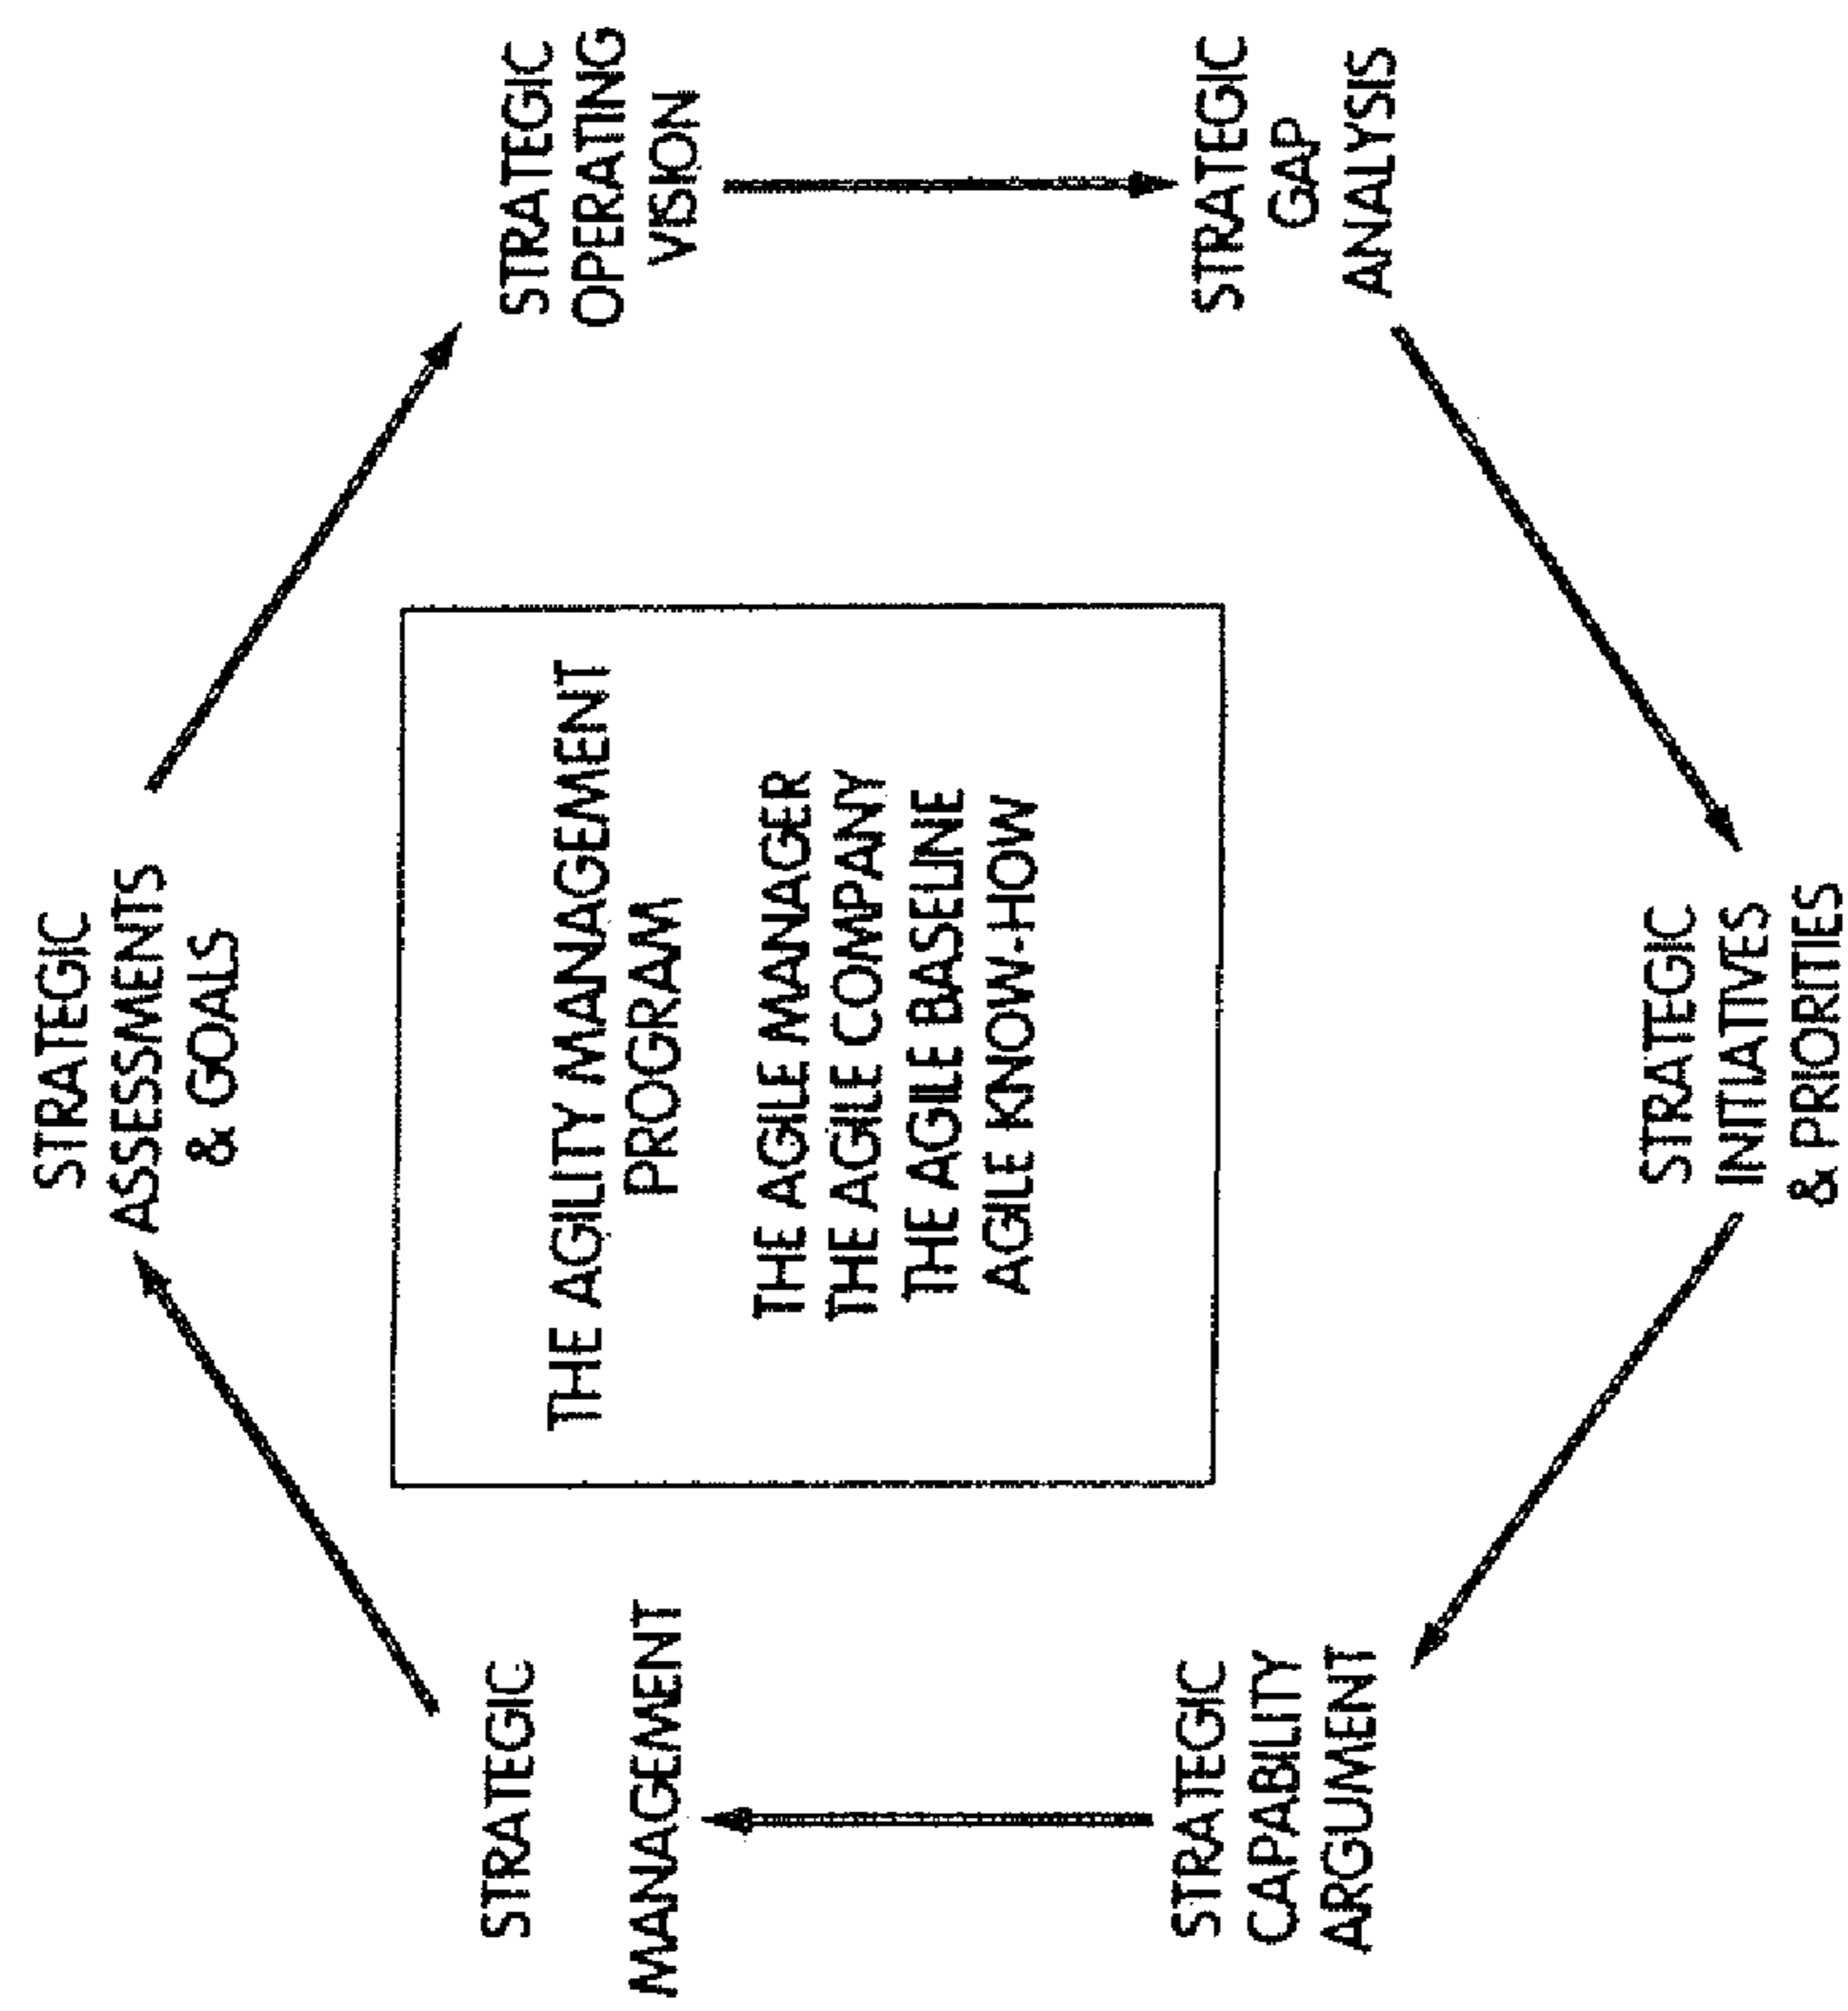 STRATEGIC
ASSESSMENTS
& GOALS
STRATEGIC
OPERATING
VISION
STRATEGIC
GAP
ANALYSIS
STRATEGIC
INITIATIVES
& PRIORITIES
STRATEGIC
CAPABILITY
ARGUMENT
STRATEGIC
MANAGEMENT
THE AGILITY MANAGEMENT
PROGRAM
THE AGILE MANAGER
THE AGILE COMPANY
THE AGILE BASELINE
AGILE KNOW-HOW